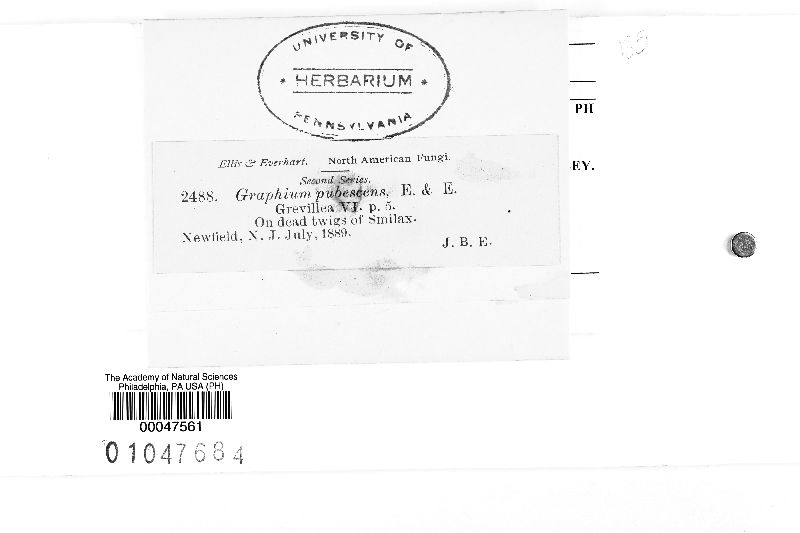 UNIVERSITY OF
* HERBARIUM *
PENNSYLVANIA
PH
EY.
Ellis & Everhart. North American Fungi.
Second Series.
2488. Graphium pubescens, E. & E.
Grevillea VI. p. 5.
On dead twigs of Smilax.
Newfield, N. J. July, 1889.
J. B. E.
The Academy of Natural Sciences
Philadelphia, PA USA (PH)
00047561
01047684